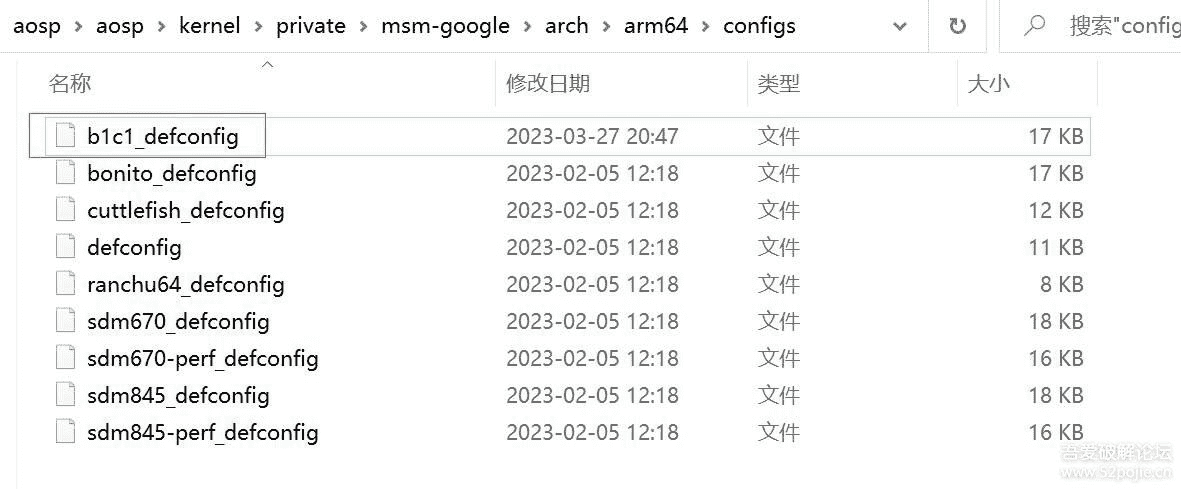 aosp > aosp > kernel > private > msm-google > arch > arm64 > configs 搜索"config
名称 修改日期 类型 大小
b1c1_defconfig 2023-03-27 20:47 文件 17 KB
bonito_defconfig 2023-02-05 12:18 文件 17 KB
cuttlefish_defconfig 2023-02-05 12:18 文件 12 KB
defconfig 2023-02-05 12:18 文件 11 KB
ranchu64_defconfig 2023-02-05 12:18 文件 8 KB
sdm670_defconfig 2023-02-05 12:18 文件 18 KB
sdm670-perf_defconfig 2023-02-05 12:18 文件 16 KB
sdm845_defconfig 2023-02-05 12:18 文件 18 KB
sdm845-perf_defconfig 2023-02-05 12:18 文件 16 KB
吾爱破解论坛
www.52pojie.cn